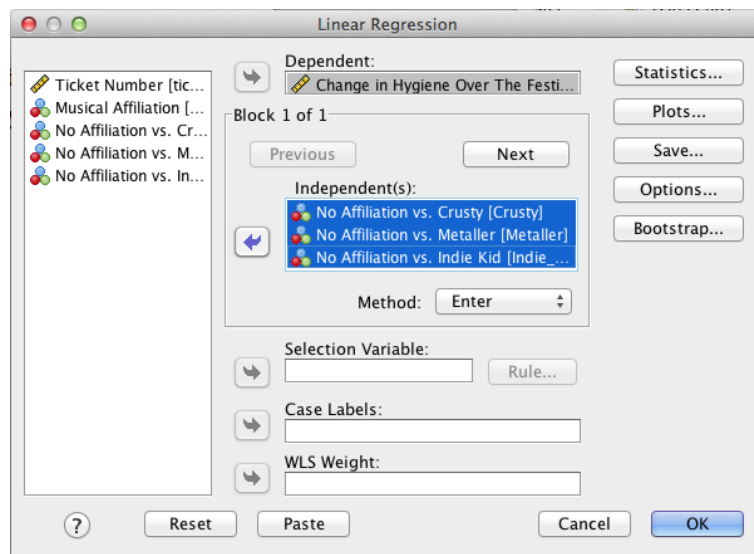 Linear Regression
Ticket Number [tic...
Musical Affiliation [...
No Affiliation vs. Cr...
No Affiliation vs. M...
No Affiliation vs. In...
Dependent:
Change in Hygiene Over The Festi...
Block 1 of 1
Previous
Next
Independent(s):
No Affiliation vs. Crusty [Crusty]
No Affiliation vs. Metaller [Metaller]
No Affiliation vs. Indie Kid [Indie_...
Method: Enter
Selection Variable:
Rule...
Case Labels:
WLS Weight:
Statistics...
Plots...
Save...
Options...
Bootstrap...
? Reset Paste Cancel OK